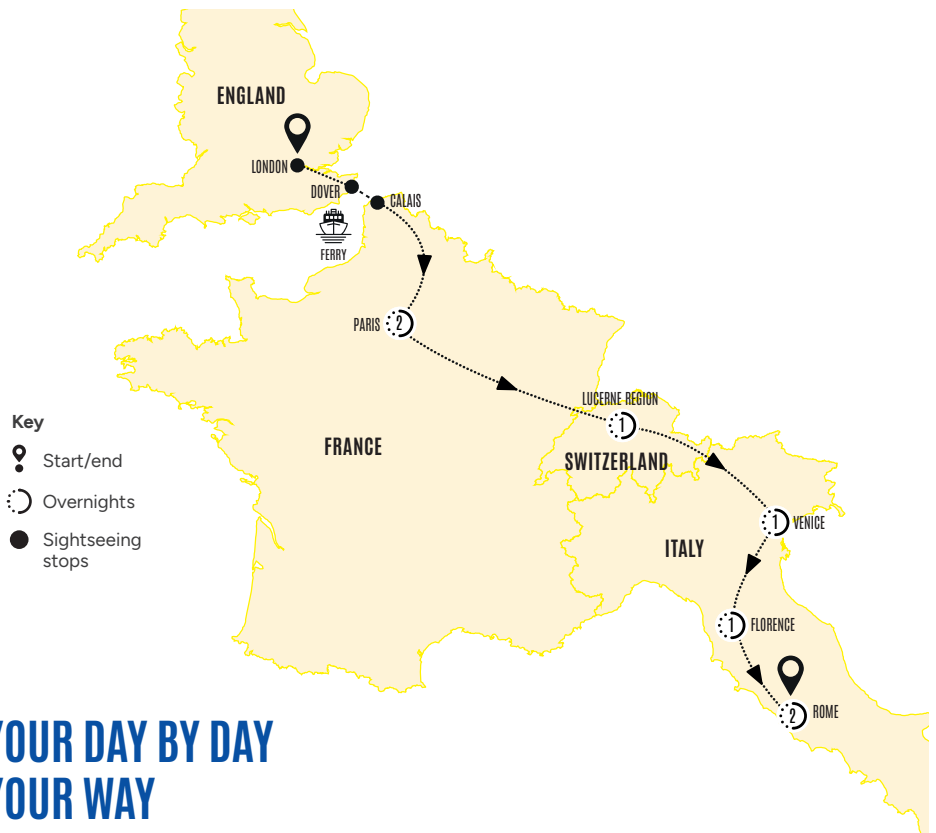 ENGLAND
LONDON
DOVER
CALAIS
FERRY
PARIS 2
LUCERNE REGION
1
Key
Start/end
Overnights
Sightseeing
stops
FRANCE
SWITZERLAND
1 VENICE
ITALY
1 FLORENCE
2 ROME
YOUR DAY BY DAY
YOUR WAY